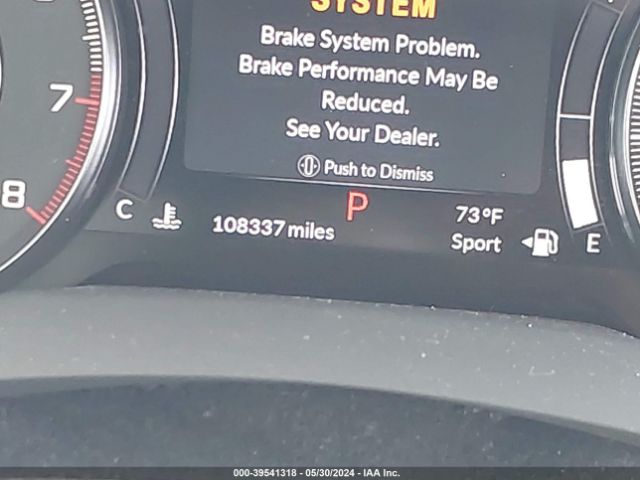 SYSTEM
Brake System Problem.
Brake Performance May Be
Reduced.
See Your Dealer.
Push to Dismiss
7
8
C
108337 miles
P
73°F
Sport
E
000-39541318 - 05/30/2024 - IAA Inc.